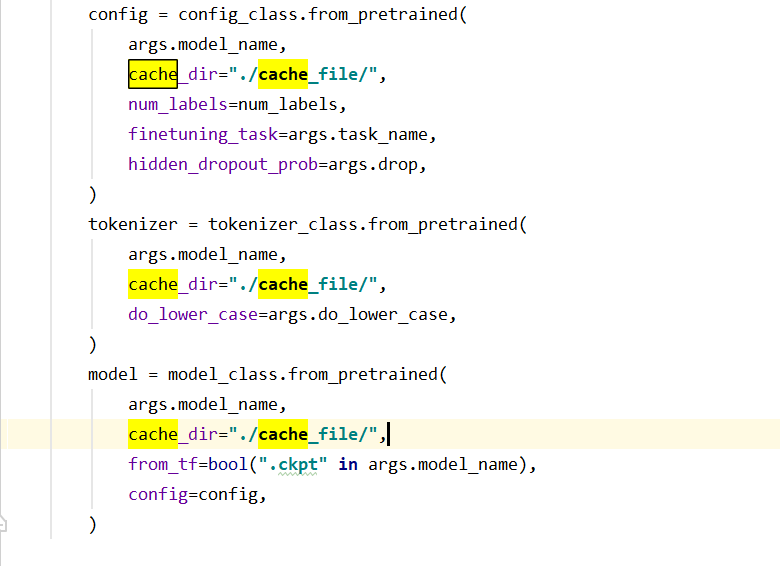 config = config_class.from_pretrained(
args.model_name,
cache_dir="./cache_file/",
num_labels=num_labels,
finetuning_task=args.task_name,
hidden_dropout_prob=args.drop,
)
tokenizer = tokenizer_class.from_pretrained(
args.model_name,
cache_dir="./cache_file/",
do_lower_case=args.do_lower_case,
)
model = model_class.from_pretrained(
args.model_name,
cache_dir="./cache_file/",
from_tf=bool(".ckpt" in args.model_name),
config=config,
)